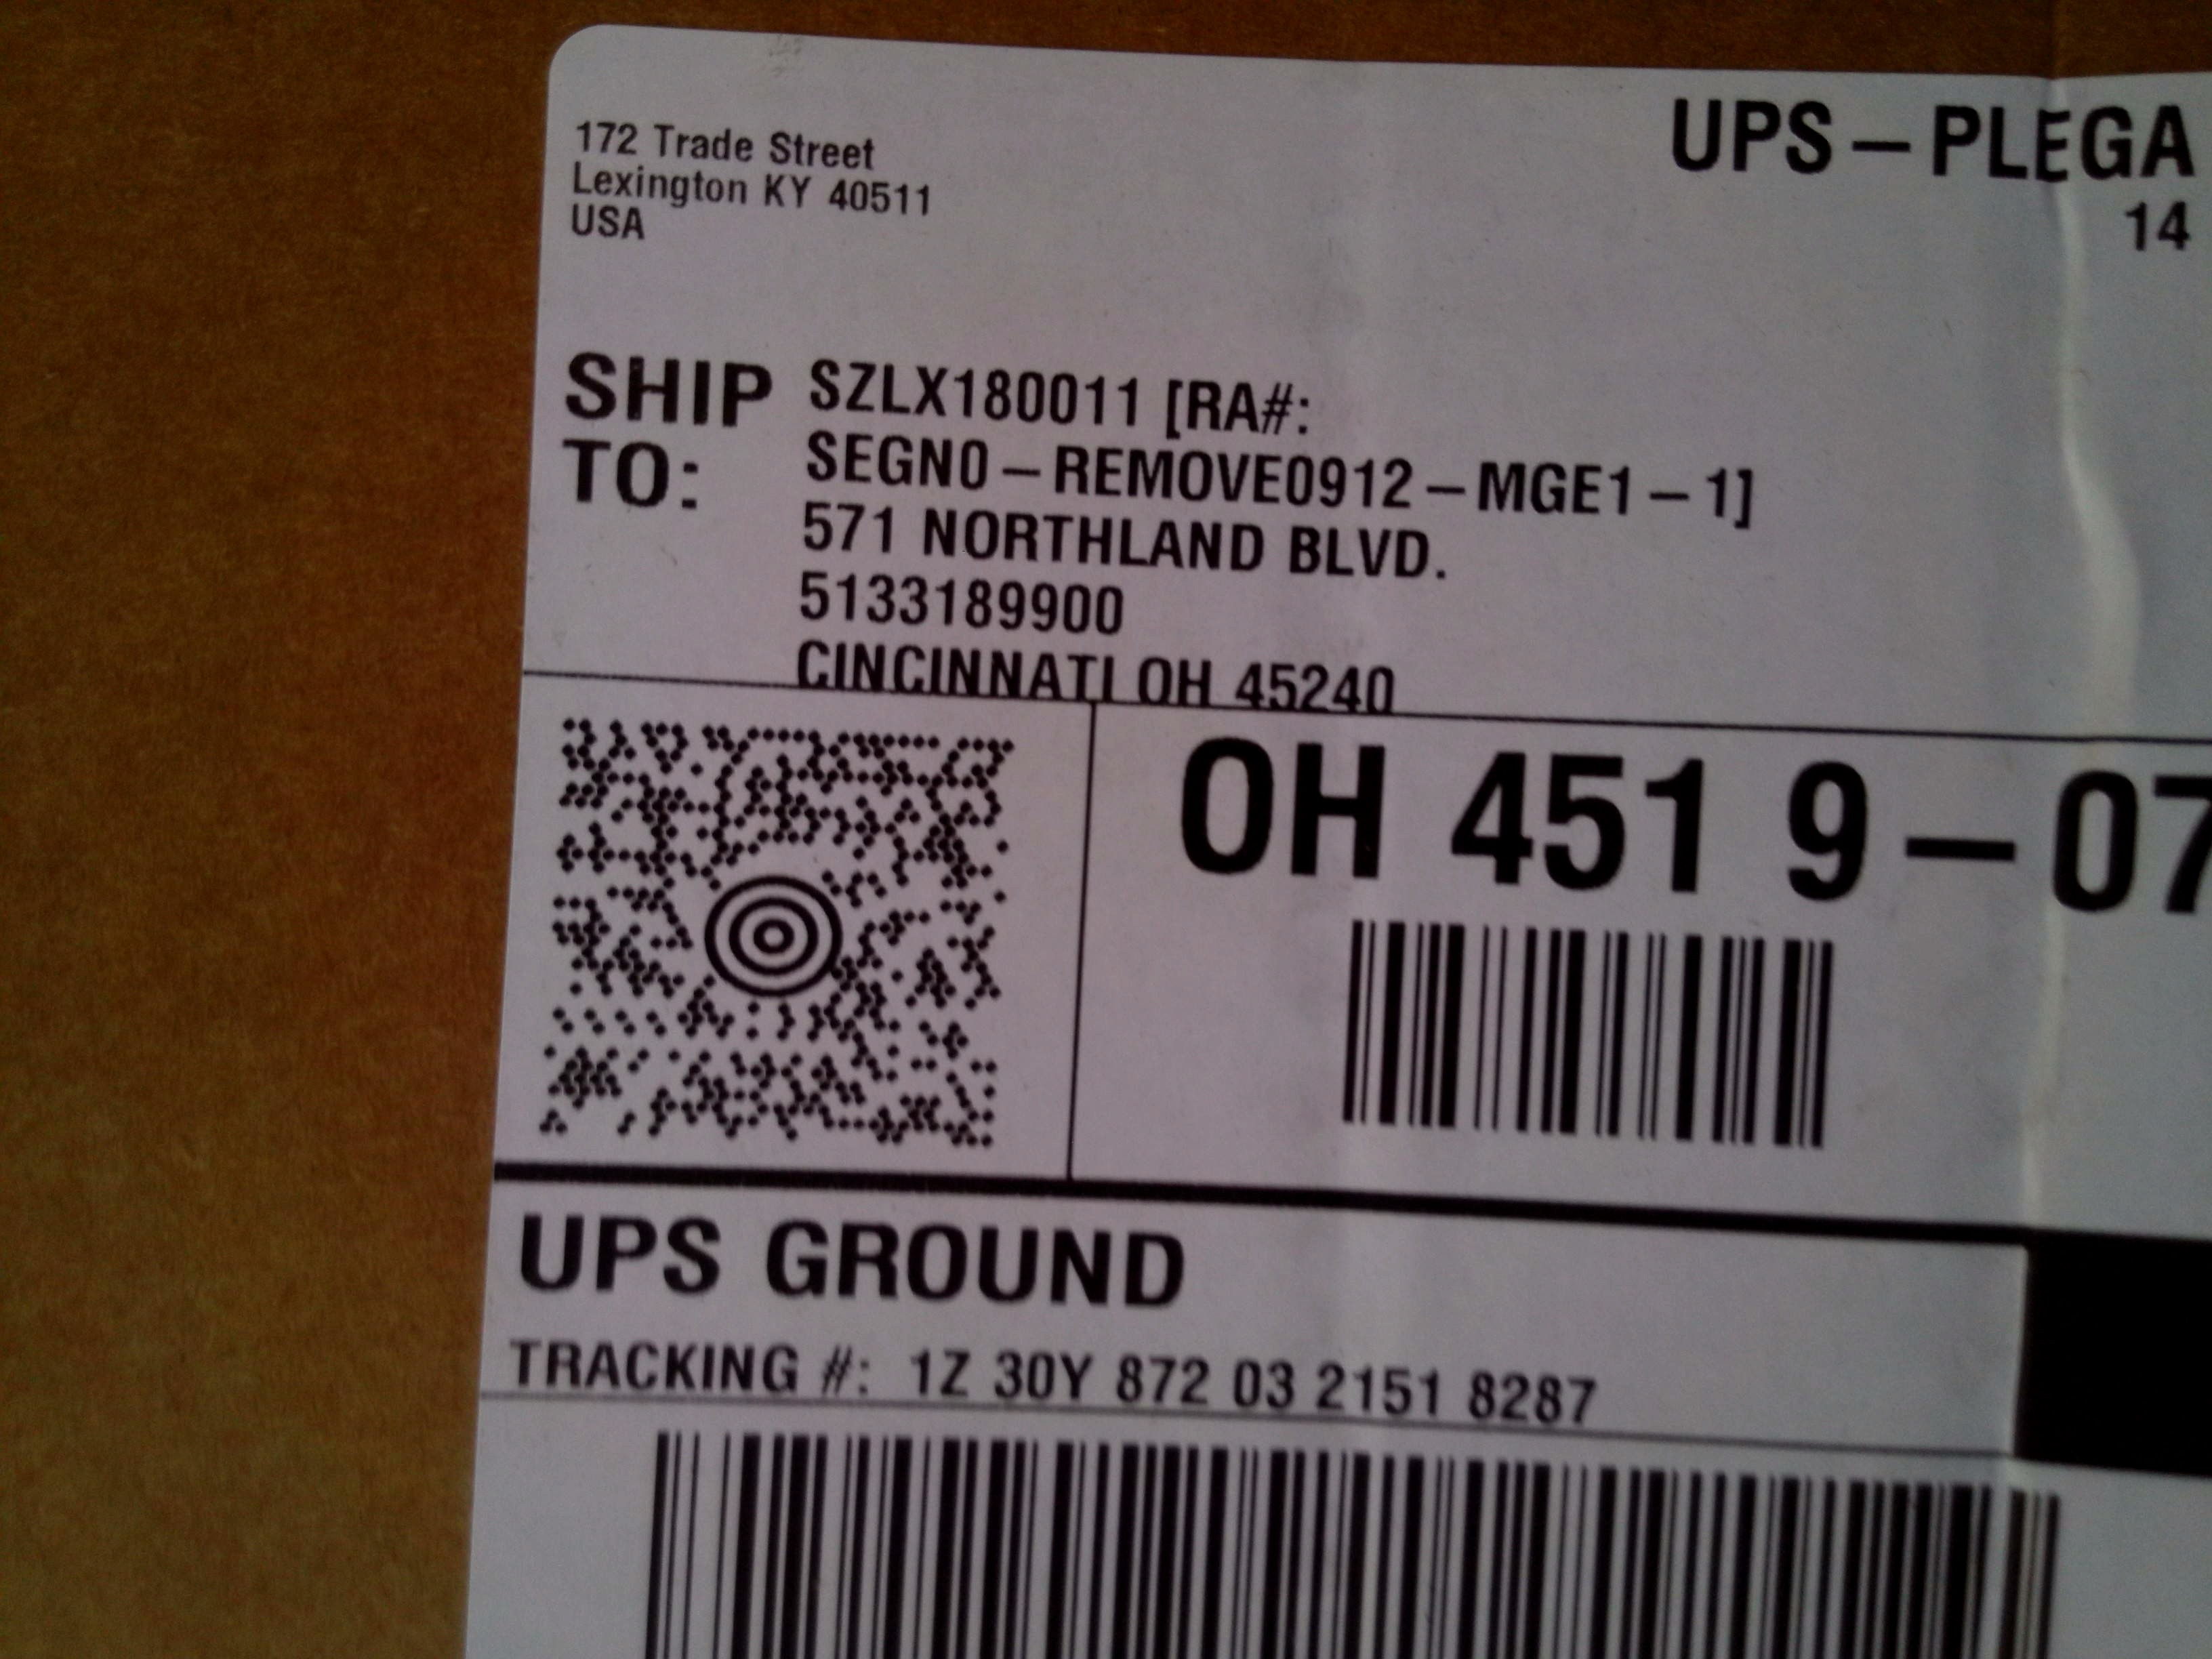 172 Trade Street
Lexington KY 40511
USA
UPS – PLEGA
14
SHIP TO:
SZLX180011 [RA#:
SEGN0 – REMOVE0912 – MGE1 – 1]
571 NORTHLAND BLVD.
5133189900
CINCINNATI OH 45240
OH 451 9 – 07
UPS GROUND
TRACKING #: 1Z 30Y 872 03 2151 8287